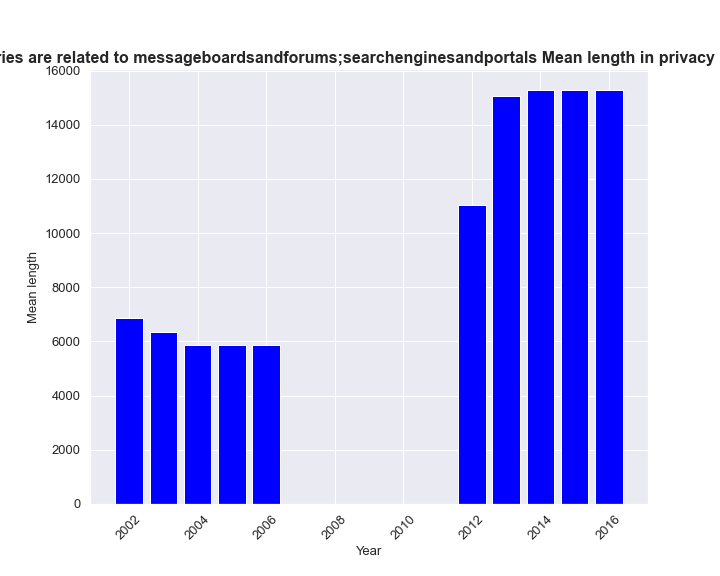 ries are related to messageboardsandforums;searchenginesandportals Mean length in privacy
16000
14000
12000
10000
8000
6000
4000
2000
0
Mean length
2002 2004 2006 2008 2010 2012 2014 2016
Year